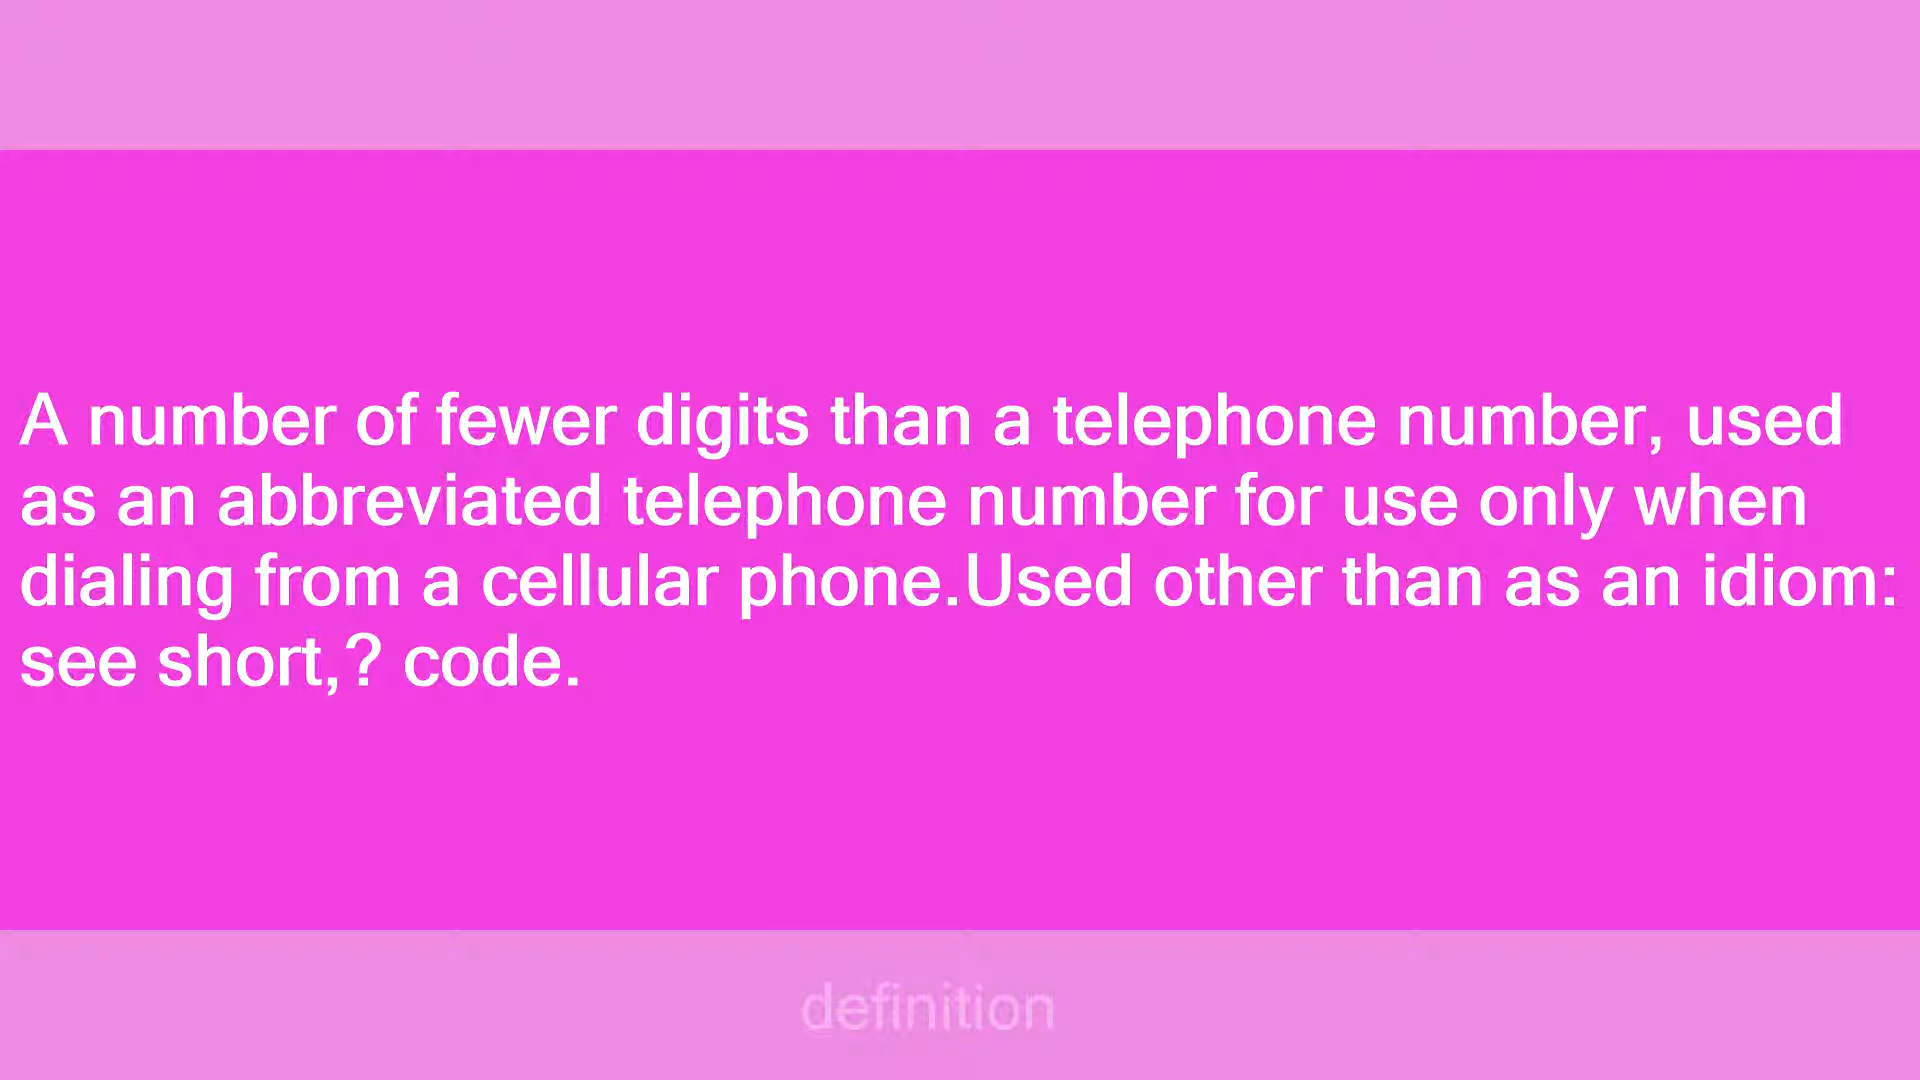 A number of fewer digits than a telephone number, used
as an abbreviated telephone number for use only when
dialing from a cellular phone.Used other than as an idiom:
see short,? code.
definition